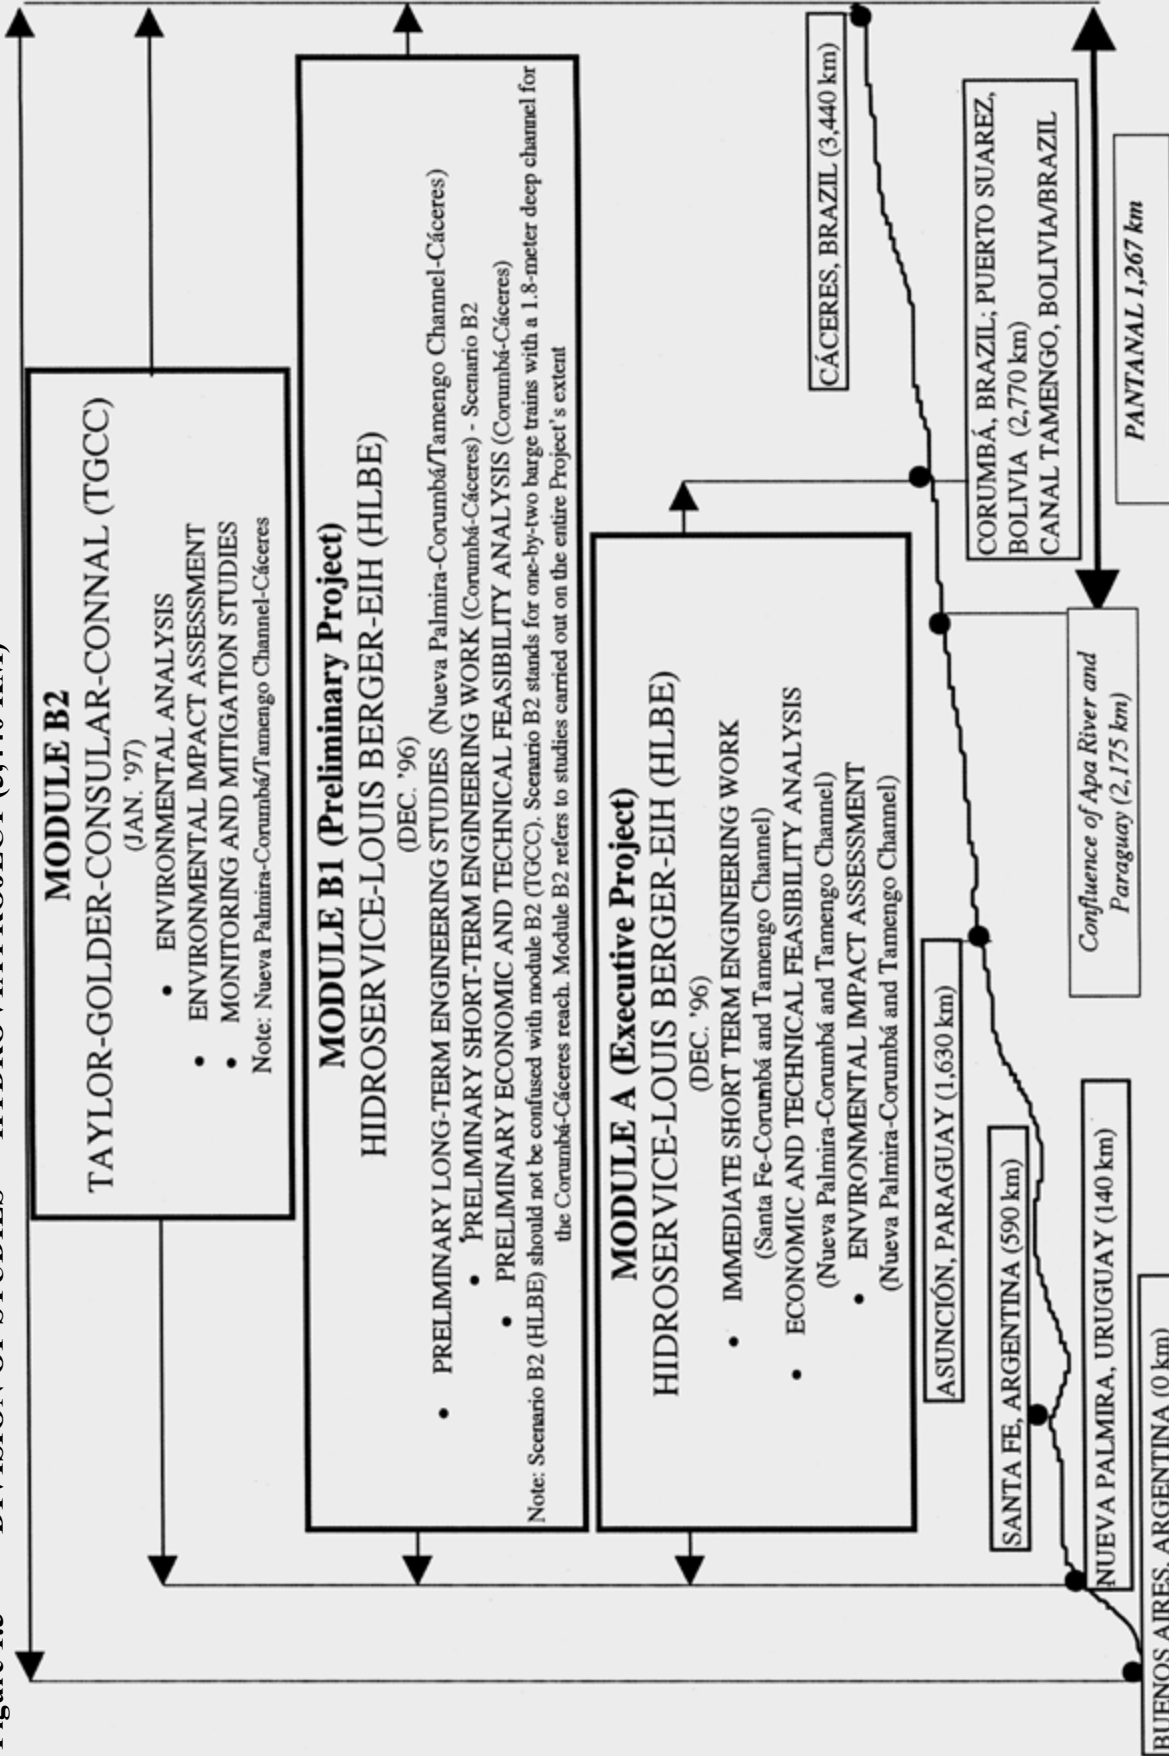 MODULE B2
TAYLOR-GOLDER-CONSULAR-CONNAL (TGCC)
(JAN. '97)
• ENVIRONMENTAL ANALYSIS
• ENVIRONMENTAL IMPACT ASSESSMENT
• MONITORING AND MITIGATION STUDIES
Note: Nueva Palmira-Corumbá/Tamengo Channel-Cáceres
MODULE B1 (Preliminary Project)
HIDROSERVICE-LOUIS BERGER-EIH (HLBE)
(DEC. '96)
• PRELIMINARY LONG-TERM ENGINEERING STUDIES (Nueva Palmira-Corumbá/Tamengo Channel-Cáceres)
• PRELIMINARY SHORT-TERM ENGINEERING WORK (Corumbá-Cáceres) - Scenario B2
• PRELIMINARY ECONOMIC AND TECHNICAL FEASIBILITY ANALYSIS (Corumbá-Cáceres)
Note: Scenario B2 (HLBE) should not be confused with module B2 (TGCC). Scenario B2 stands for one-by-two barge trains with a 1.8-meter deep channel for
the Corumbá-Cáceres reach. Module B2 refers to studies carried out on the entire Project's extent
MODULE A (Executive Project)
HIDROSERVICE-LOUIS BERGER-EIH (HLBE)
(DEC. '96)
• IMMEDIATE SHORT TERM ENGINEERING WORK
(Santa Fe-Corumbá and Tamengo Channel)
• ECONOMIC AND TECHNICAL FEASIBILITY ANALYSIS
(Nueva Palmira-Corumbá and Tamengo Channel)
• ENVIRONMENTAL IMPACT ASSESSMENT
(Nueva Palmira-Corumbá and Tamengo Channel)
CÁCERES, BRAZIL (3,440 km)
ASUNCIÓN, PARAGUAY (1,630 km)
CORUMBÁ, BRAZIL; PUERTO SUAREZ,
BOLIVIA (2,770 km)
CANAL TAMENGO, BOLIVIA/BRAZIL
SANTA FE, ARGENTINA (590 km)
Confluence of Apa River and
Paraguay (2,175 km)
NUEVA PALMIRA, URUGUAY (140 km)
PANTANAL 1,267 km
BUENOS AIRES, ARGENTINA (0 km)